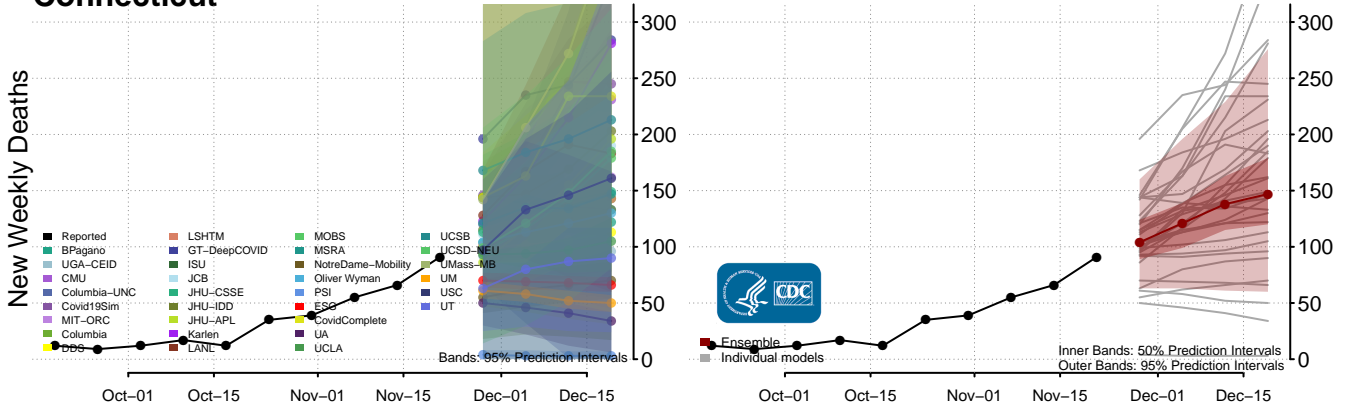 Connecticut
New Weekly Deaths
300
250
200
150
100
50
0
Reported
BPagano
UGA−CEID
CMU
Columbia−UNC
Covid19Sim
MIT−ORC
Columbia
DDS
LSHTM
GT−DeepCOVID
ISU
JCB
JHU−CSSE
JHU−IDD
JHU−APL
Karlen
LANL
MOBS
MSRA
NotreDame−Mobility
Oliver Wyman
PSI
ESG
CovidComplete
UA
UCLA
UCSB
UCSD−NEU
UMass−MB
UM
USC
UT
Bands: 95% Prediction Intervals
Oct−01 Oct−15 Nov−01 Nov−15 Dec−01 Dec−15
300
250
200
150
100
50
0
CDC
Ensemble
Individual models
Inner Bands: 50% Prediction Intervals
Outer Bands: 95% Prediction Intervals
Oct−01 Oct−15 Nov−01 Nov−15 Dec−01 Dec−15